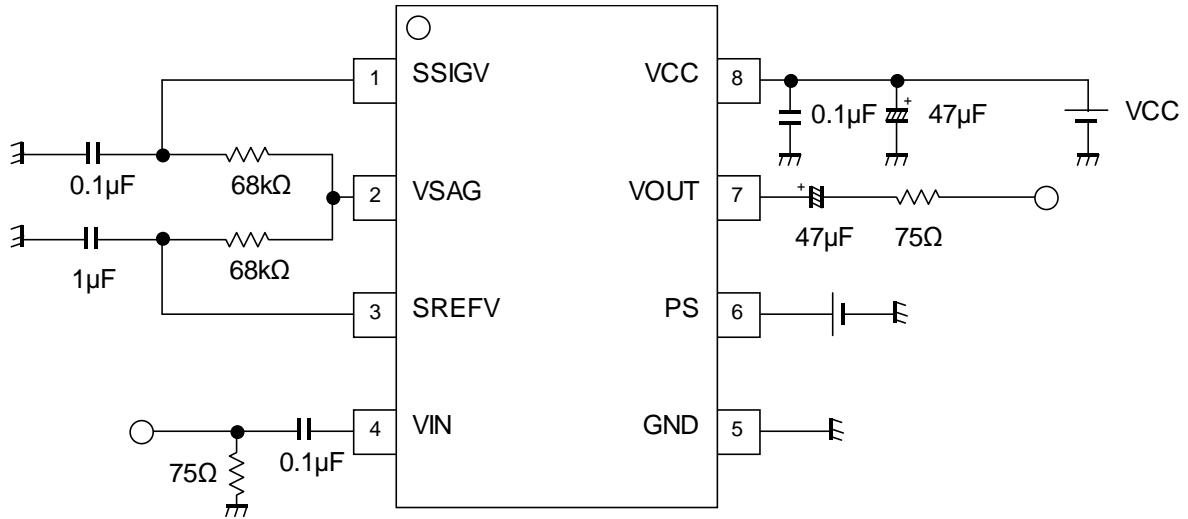 1 SSIGV VCC 8
0.1µF + 47µF VCC
0.1µF 68kΩ
2 VSAG VOUT 7
+
1µF 68kΩ 47µF 75Ω
3 SREFV PS 6
4 VIN GND 5
75Ω 0.1µF